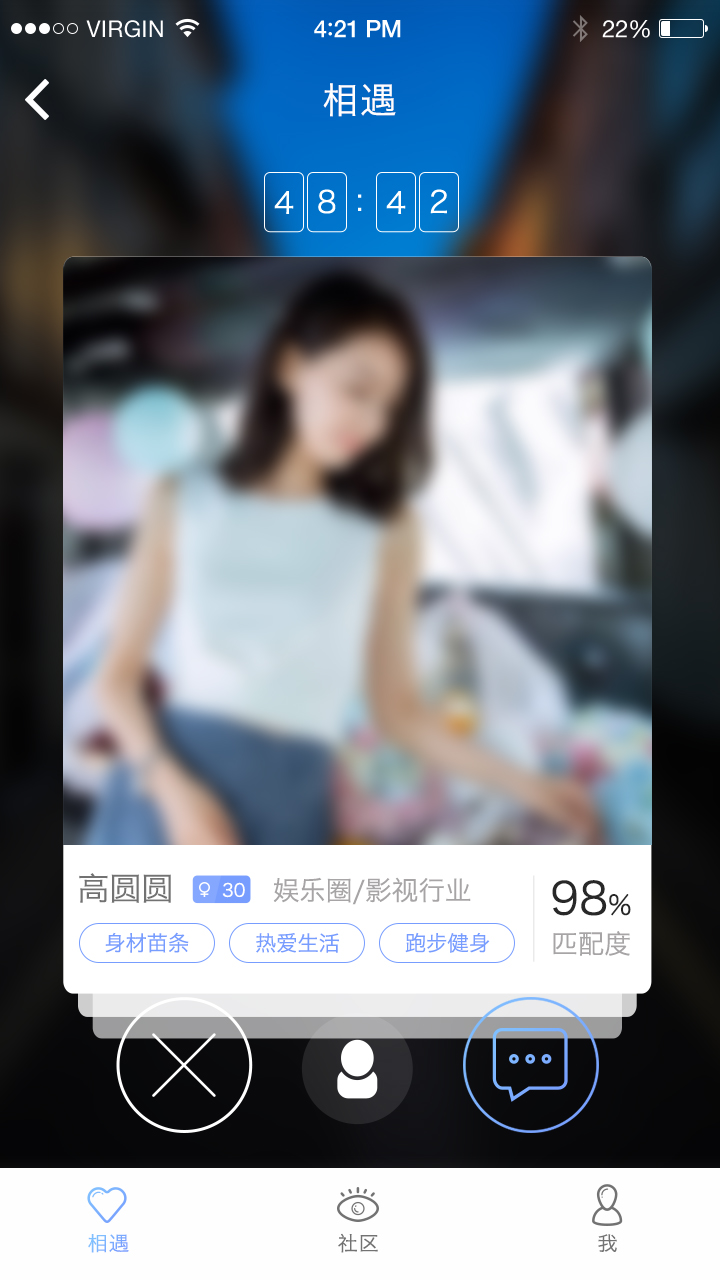 VIRGIN 4:21 PM 22%
相遇
48:42
高圆圆 ♀ 30 娱乐圈/影视行业 98%
身材苗条 热爱生活 跑步健身 匹配度
相遇 社区 我